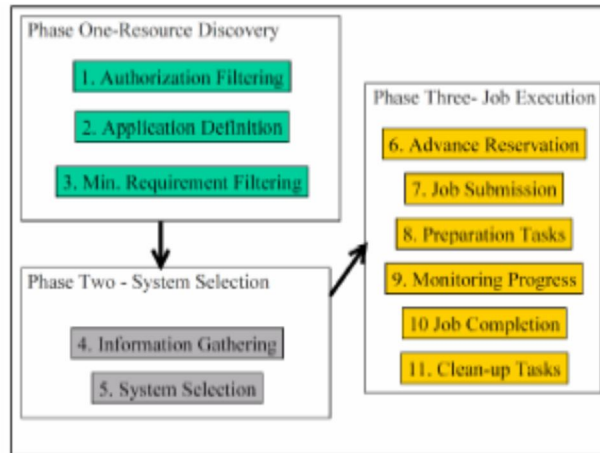 Phase One-Resource Discovery
1. Authorization Filtering
2. Application Definition
3. Min. Requirement Filtering
Phase Two - System Selection
4. Information Gathering
5. System Selection
Phase Three- Job Execution
6. Advance Reservation
7. Job Submission
8. Preparation Tasks
9. Monitoring Progress
10 Job Completion
11. Clean-up Tasks